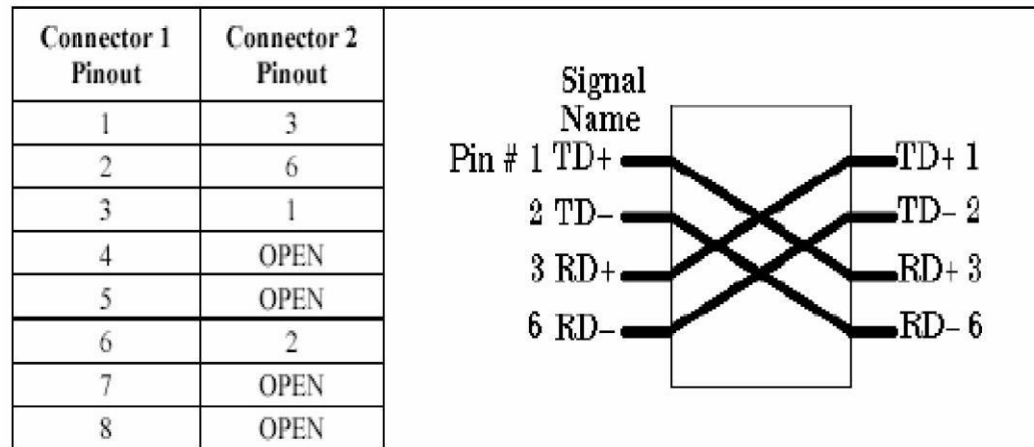 Connector 1 Pinout Connector 2 Pinout
1 3
2 6
3 1
4 OPEN
5 OPEN
6 2
7 OPEN
8 OPEN
Signal
Name
Pin # 1 TD+ TD+ 1
2 TD- TD- 2
3 RD+ RD+ 3
6 RD- RD- 6